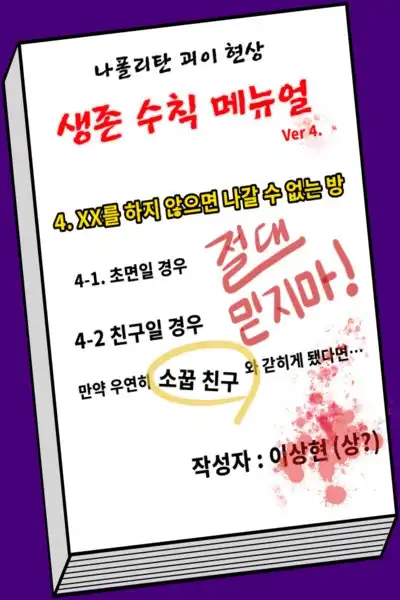 나폴리탄 괴이 현상
생존 수칙 메뉴얼
Ver 4.
4. XX를 하지 않으면 나갈 수 없는 방
4-1. 초면일 경우
절대
믿지마!
4-2 친구일 경우
만약 우연히 소꿉 친구 와 갇히게 됐다면…
작성자 : 이상현 (상?)